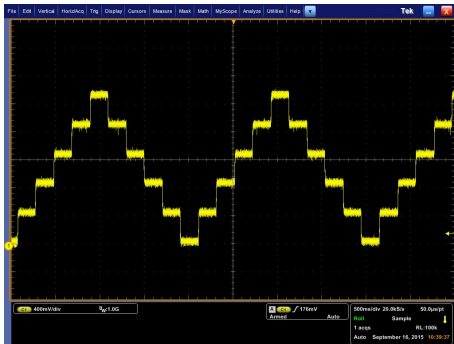 File Edit Vertical Horiz/Acq Trig Display Cursors Measure Mask Math MyScope Analyze Utilities Help Tek X
1
C1 400mV/div BW:1.0G
A C1 176mV
Armed Auto
500ms/div 20.0kS/s 50.0µs/pt
Roll Sample
1 acqs RL:100k
Auto September 16, 2015 10:39:37